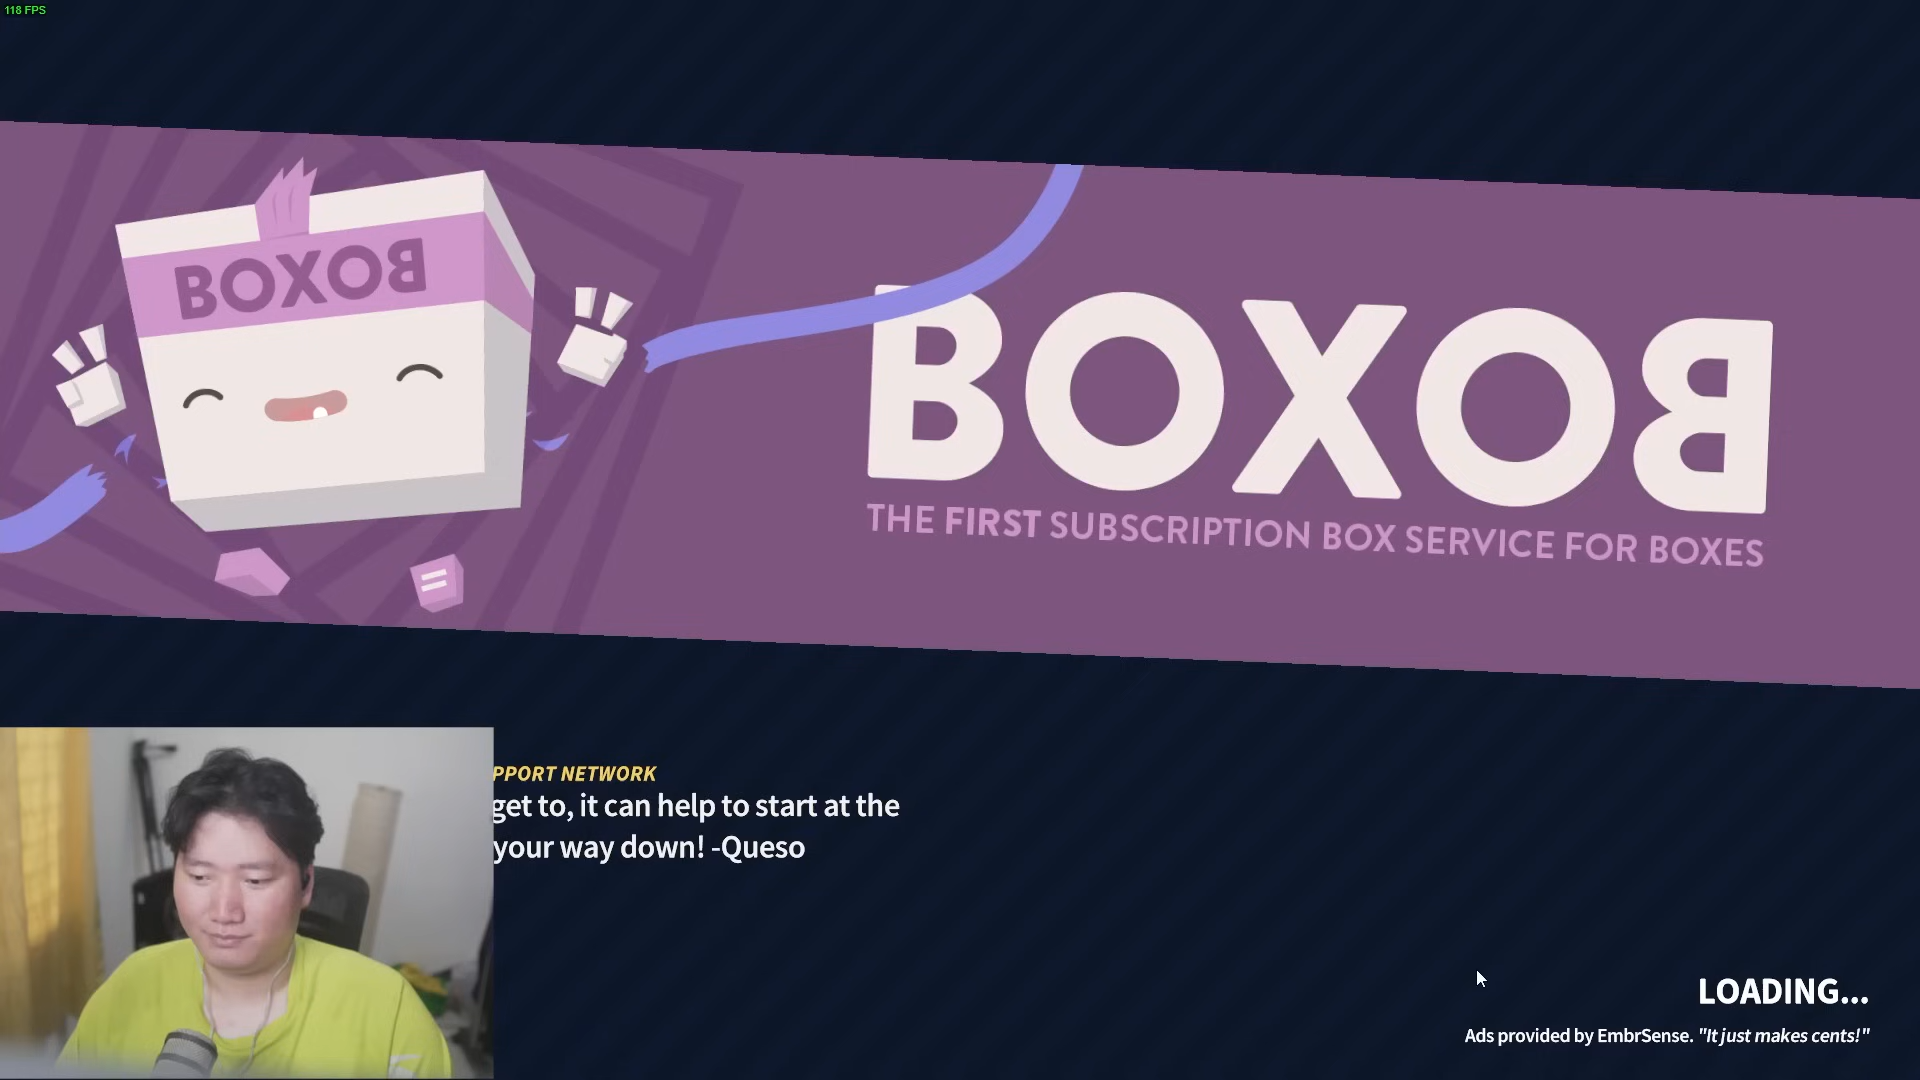 118 FPS
BOXOB
BOXOB
THE FIRST SUBSCRIPTION BOX SERVICE FOR BOXES
PPORT NETWORK
get to, it can help to start at the
your way down! -Queso
LOADING...
Ads provided by EmbrSense. "It just makes cents!"